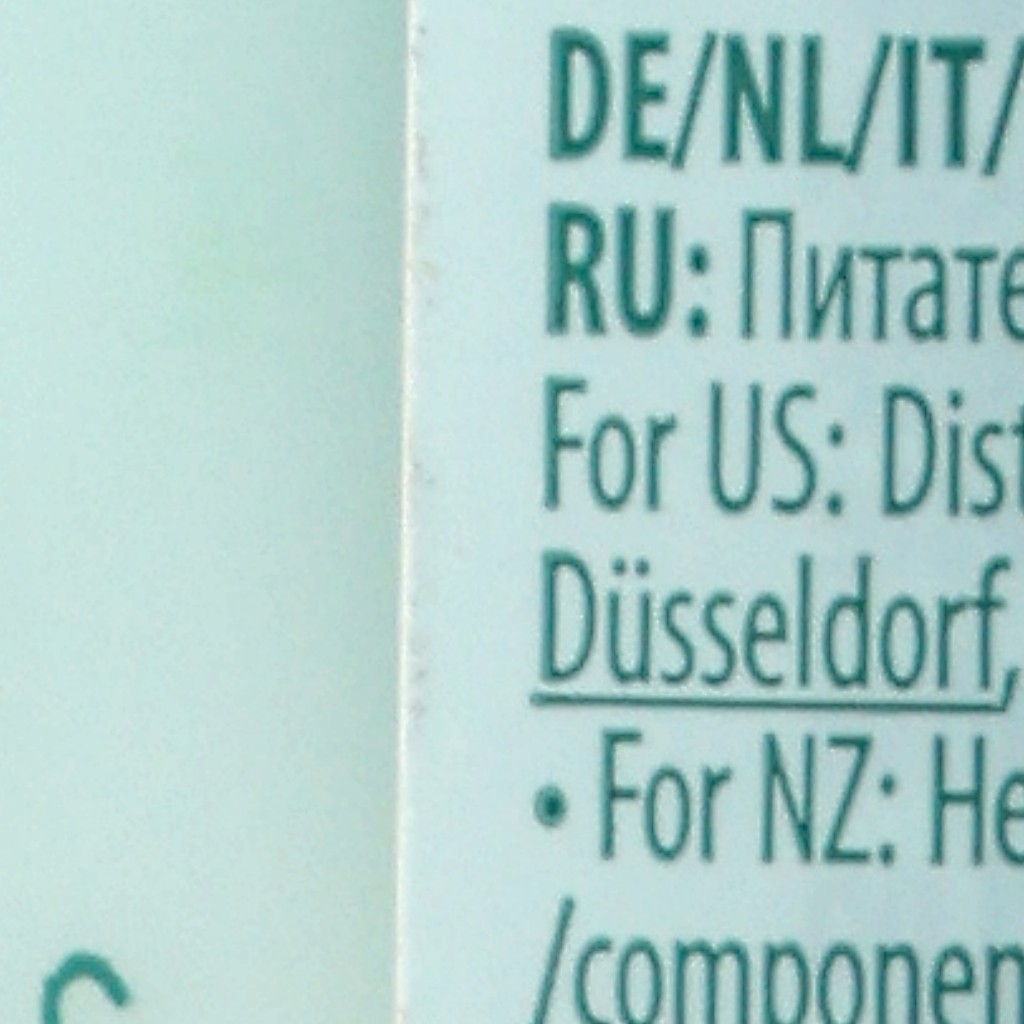 DE/NL/IT/
RU: Питате
For US: Dist
Düsseldorf,
• For NZ: He
/componen